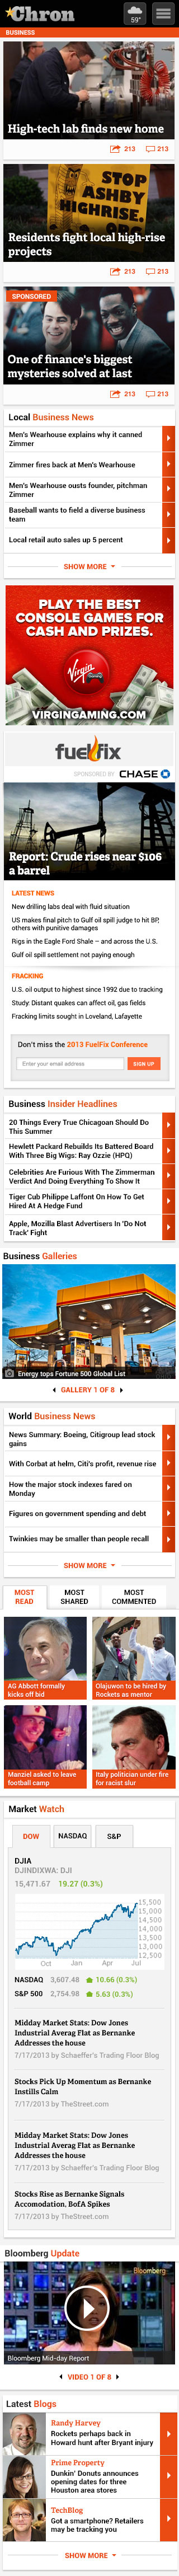 Chron
59°
BUSINESS
High-tech lab finds new home
213 213
STOP
ASHBY
HIGHRISE.
ORG
Residents fight local high-rise
projects
213 213
SPONSORED
One of finance's biggest
mysteries solved at last
213 213
Local Business News
Men's Wearhouse explains why it canned
Zimmer
Zimmer fires back at Men's Wearhouse
Men's Wearhouse ousts founder, pitchman
Zimmer
Baseball wants to field a diverse business
team
Local retail auto sales up 5 percent
SHOW MORE
PLAY THE BEST
CONSOLE GAMES FOR
CASH AND PRIZES.
Virgin
VIRGINGAMING.COM
fuelfix
SPONSORED BY CHASE
Report: Crude rises near $106
a barrel
LATEST NEWS
New drilling labs deal with fluid situation
US makes final pitch to Gulf oil spill judge to hit BP,
others with punitive damages
Rigs in the Eagle Ford Shale – and across the U.S.
Gulf oil spill settlement not paying enough
FRACKING
U.S. oil output to highest since 1992 due to tracking
Study: Distant quakes can affect oil, gas fields
Fracking limits sought in Loveland, Lafayette
Don't miss the 2013 FuelFix Conference
Enter your email address
SIGN UP
Business Insider Headlines
20 Things Every True Chicagoan Should Do
This Summer
Hewlett Packard Rebuilds Its Battered Board
With Three Big Wigs: Ray Ozzie (HPQ)
Celebrities Are Furious With The Zimmerman
Verdict And Doing Everything To Show It
Tiger Cub Philippe Laffont On How To Get
Hired At A Hedge Fund
Apple, Mozilla Blast Advertisers In 'Do Not
Track' Fight
Business Galleries
Energy tops Fortune 500 Global List
GALLERY 1 OF 8
World Business News
News Summary: Boeing, Citigroup lead stock
gains
With Corbat at helm, Citi's profit, revenue rise
How the major stock indexes fared on
Monday
Figures on government spending and debt
Twinkies may be smaller than people recall
SHOW MORE
MOST
READ
MOST
SHARED
MOST
COMMENTED
AG Abbott formally
kicks off bid
Olajuwon to be hired by
Rockets as mentor
Manziel asked to leave
football camp
Italy politician under fire
for racist slur
Market Watch
DOW NASDAQ S&P
DJIA
DJINDIXWA: DJI
15,471.67 19.27 (0.3%)
15,500
15,000
14,500
14,000
13,500
13,000
12,500
Oct Jan Apr Jul
NASDAQ 3,607.48 10.66 (0.3%)
S&P 500 2,754.98 5.63 (0.3%)
Midday Market Stats: Dow Jones
Industrial Averag Flat as Bernanke
Addresses the house
7/17/2013 by Schaeffer's Trading Floor Blog
Stocks Pick Up Momentum as Bernanke
Instills Calm
7/17/2013 by TheStreet.com
Midday Market Stats: Dow Jones
Industrial Averag Flat as Bernanke
Addresses the house
7/17/2013 by Schaeffer's Trading Floor Blog
Stocks Rise as Bernanke Signals
Accomodation, BofA Spikes
7/17/2013 by TheStreet.com
Bloomberg Update
Bloomberg
Bloomberg Mid-day Report
VIDEO 1 OF 8
Latest Blogs
Randy Harvey
Rockets perhaps back in
Howard hunt after Bryant injury
Prime Property
Dunkin' Donuts announces
opening dates for three
Houston area stores
TechBlog
Got a smartphone? Retailers
may be tracking you
SHOW MORE